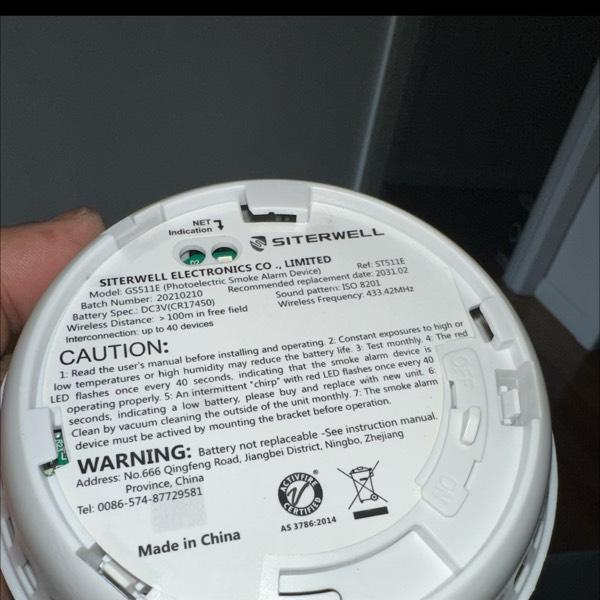 NET
Indication
SITERWELL
SITERWELL ELECTRONICS CO ., LIMITED
Model: GS511E (Photoelectric Smoke Alarm Device) Ref: ST511E
Batch Number: 20210210 Recommended replacement date: 2031.02
Battery Spec.: DC3V(CR17450) Sound pattern: ISO 8201
Wireless Distance: > 100m in free field Wireless Frequency: 433.42MHz
Interconnection: up to 40 devices
CAUTION:
1: Read the user's manual before installing and operating. 2: Constant exposures to high or
low temperatures or high humidity may reduce the battery life. 3: Test monthly. 4: The red
LED flashes once every 40 seconds, indicating that the smoke alarm device is
operating properly. 5: An intermittent "chip" with red LED flashes once every 40
seconds, indicating a low battery, please buy and replace with new unit. 6:
Clean by vacuum cleaning the outside of the unit monthly. 7: The smoke alarm
device must be actived by mounting the bracket before operation.
WARNING: Battery not replaceable -See instruction manual.
Address: No.666 Qingfeng Road, Jiangbei District, Ningbo, Zhejiang
Province, China
Tel: 0086-574-87729581
ACTIVFIRE
CERTIFIED
AS 3786:2014
Made in China
OFF
ON